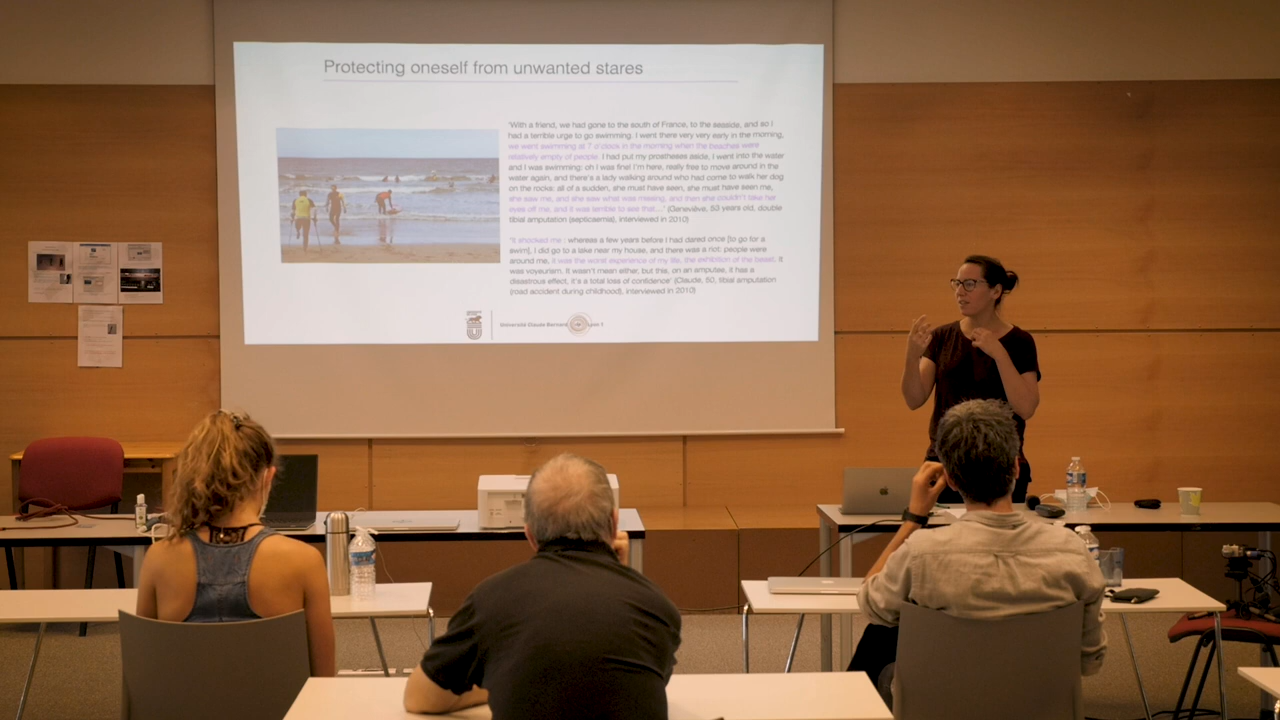 Protecting oneself from unwanted stares
"With a friend, we had gone to the south of France, to the seaside, and so I
had a terrible urge to go swimming. I went there very very early in the morning,
we went swimming at 7 o'clock in the morning when the beaches were
relatively empty of people. I had put my prostheses aside, I went into the water
and I was swimming: oh I was fine! I'm here, really free to move around in the
water again, and there's a lady walking around who had come to walk her dog
on the rocks: all of a sudden, she must have seen, she must have seen me,
she saw me, and she saw what was missing, and then she couldn't take her
eyes off me, and it was terrible to see that…" (Geneviève, 53 years old, double
tibial amputation (septicaemia), interviewed in 2010)
"It shocked me : whereas a few years before I had dared once [to go for a
swim], I did go to a lake near my house, and there was a riot: people were
around me, it was the worst experience of my life, the exhibition of the beast. It
was voyeurism. It wasn't mean either, but this, on an amputee, it has a
disastrous effect, it's a total loss of confidence" (Claude, 60, tibial amputation
(road accident during childhood), interviewed in 2010)
Université Claude Bernard Lyon 1